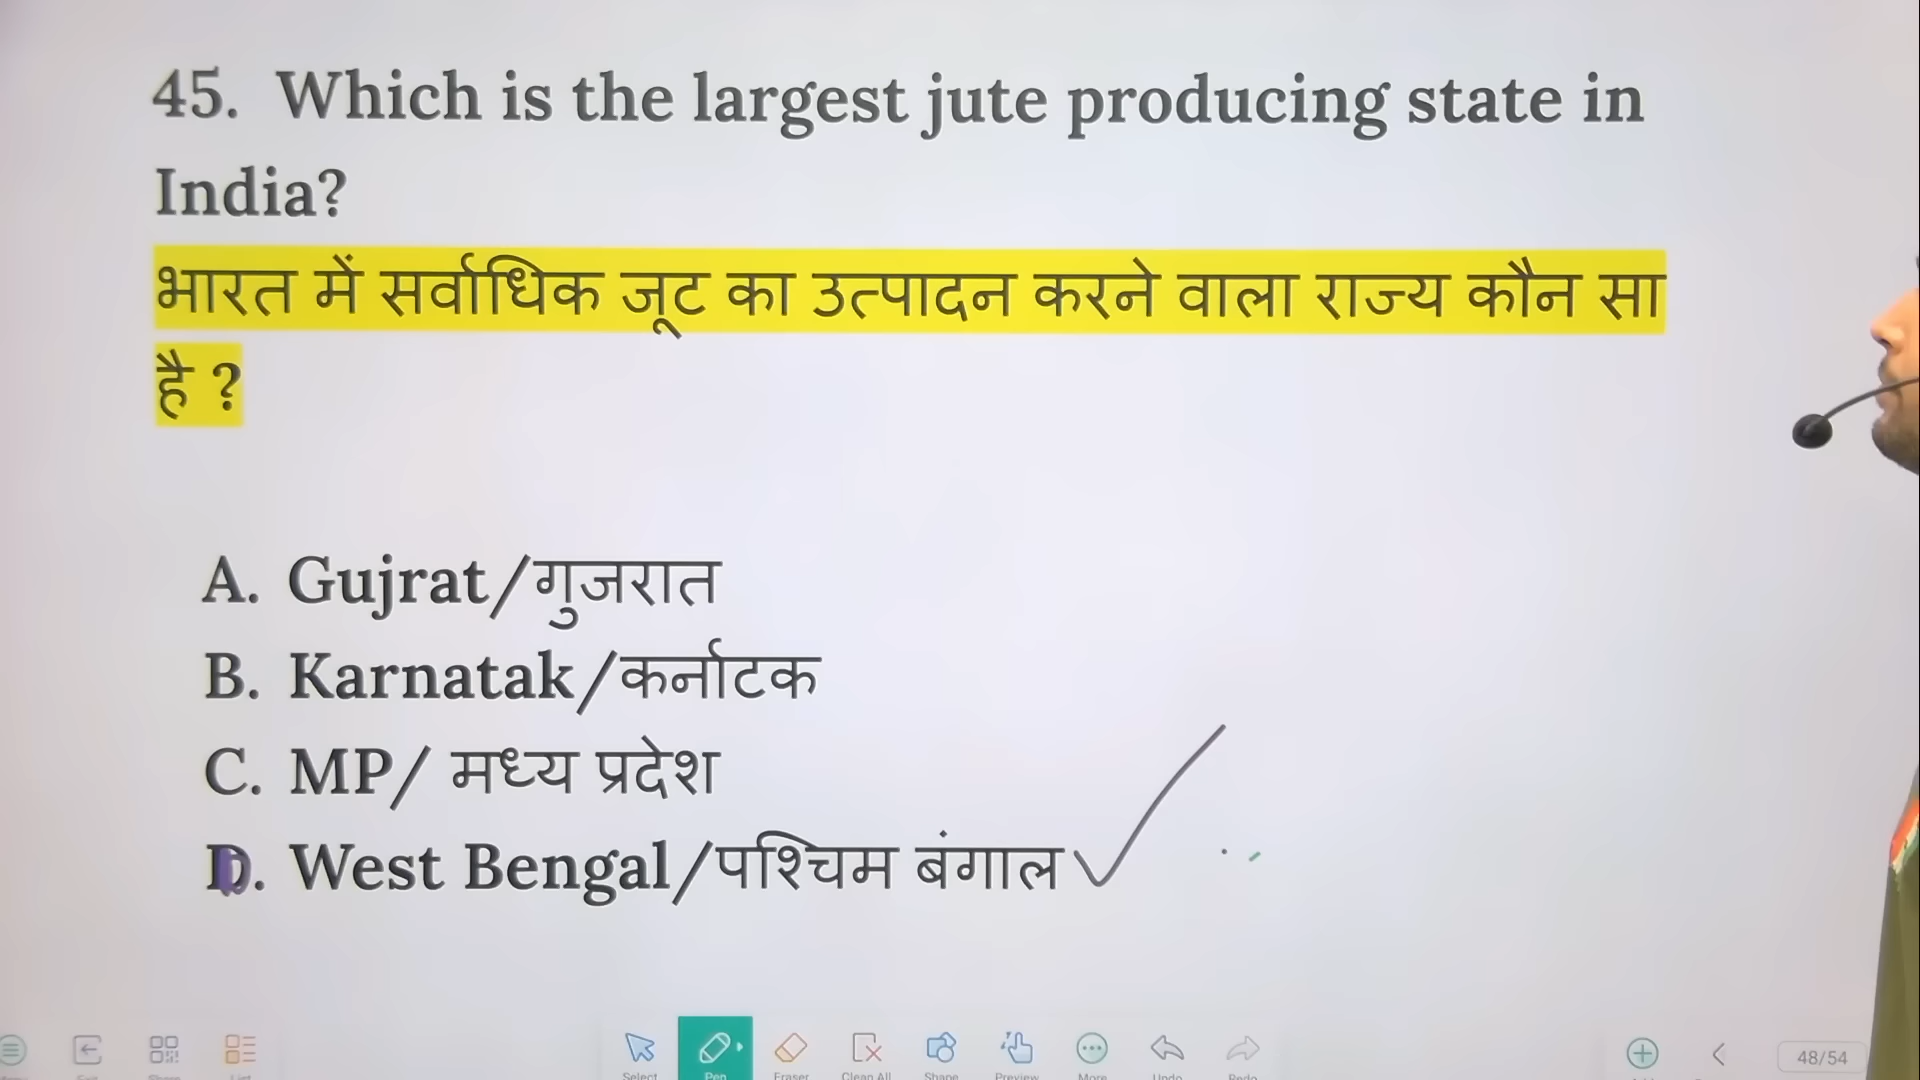 45. Which is the largest jute producing state in
India?
भारत में सर्वाधिक जूट का उत्पादन करने वाला राज्य कौन सा
है ?
A. Gujrat/गुजरात
B. Karnatak/कर्नाटक
C. MP/ मध्य प्रदेश
D. West Bengal/पश्चिम बंगाल
Select Pen Eraser Clean All Shape Preview More Undo Redo
48/54